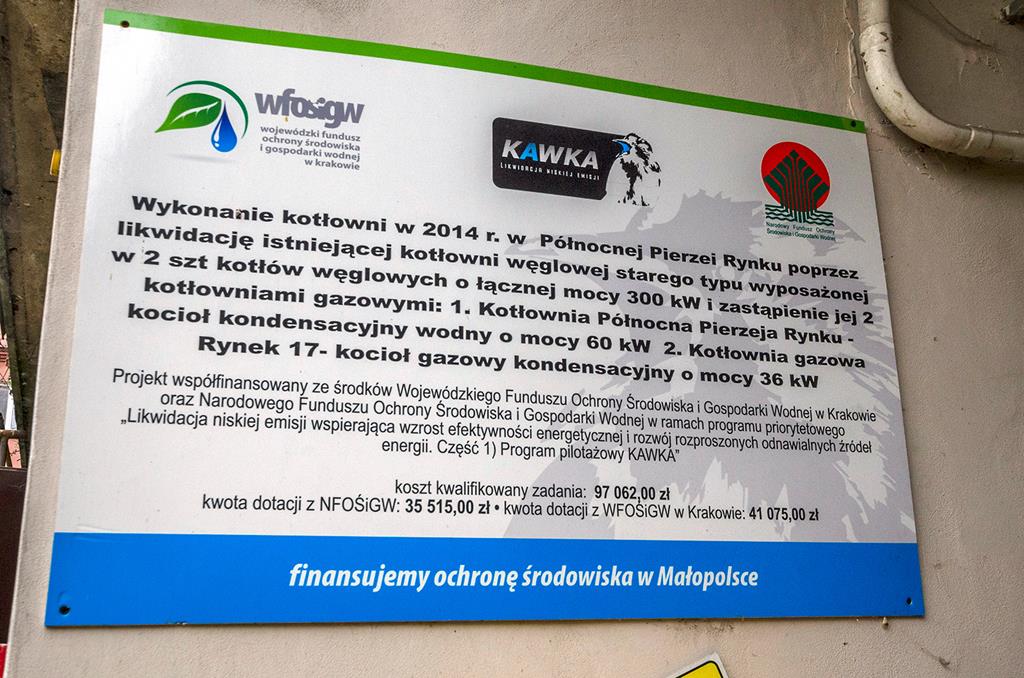 wfosigw
wojewódzki fundusz
ochrony środowiska
i gospodarki wodnej
w krakowie
KAWKA
LIKWIDACJA NISKIEJ EMISJI
Narodowy Fundusz Ochrony
Środowiska i Gospodarki Wodnej
Wykonanie kotłowni w 2014 r. w Północnej Pierzei Rynku poprzez
likwidację istniejącej kotłowni węglowej starego typu wyposażonej
w 2 szt kotłów węglowych o łącznej mocy 300 kW i zastąpienie jej 2
kotłowniami gazowymi: 1. Kotłownia Północna Pierzeja Rynku -
kocioł kondensacyjny wodny o mocy 60 kW 2. Kotłownia gazowa
Rynek 17- kocioł gazowy kondensacyjny o mocy 36 kW
Projekt współfinansowany ze środków Wojewódzkiego Funduszu Ochrony Środowiska i Gospodarki Wodnej w Krakowie
oraz Narodowego Funduszu Ochrony Środowiska i Gospodarki Wodnej w ramach programu priorytetowego
„Likwidacja niskiej emisji wspierająca wzrost efektywności energetycznej i rozwój rozproszonych odnawialnych źródeł
energii. Część 1) Program pilotażowy KAWKA”
koszt kwalifikowany zadania: 97 062,00 zł
kwota dotacji z NFOŚiGW: 35 515,00 zł • kwota dotacji z WFOŚiGW w Krakowie: 41 075,00 zł
finansujemy ochronę środowiska w Małopolsce